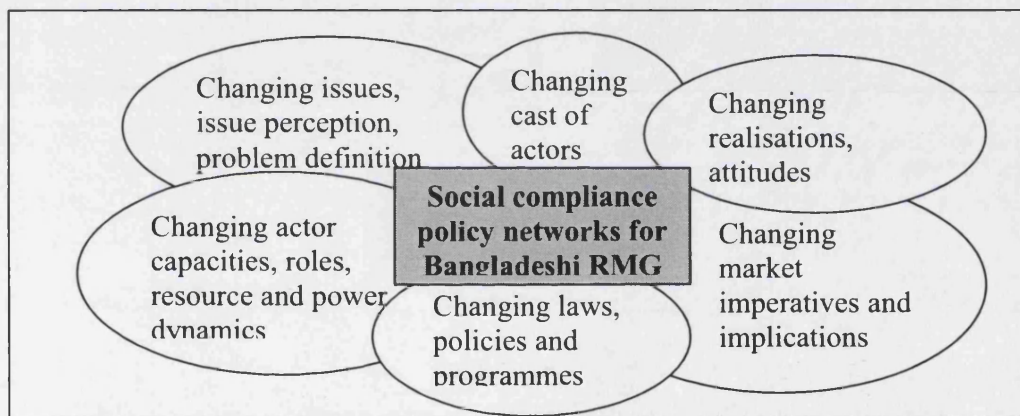 Changing issues,
issue perception,
problem definition
Changing
cast of
actors
Changing
realisations,
attitudes
Social compliance
policy networks for
Bangladeshi RMG
Changing actor
capacities, roles,
resource and power
dynamics
Changing laws,
policies and
programmes
Changing
market
imperatives and
implications